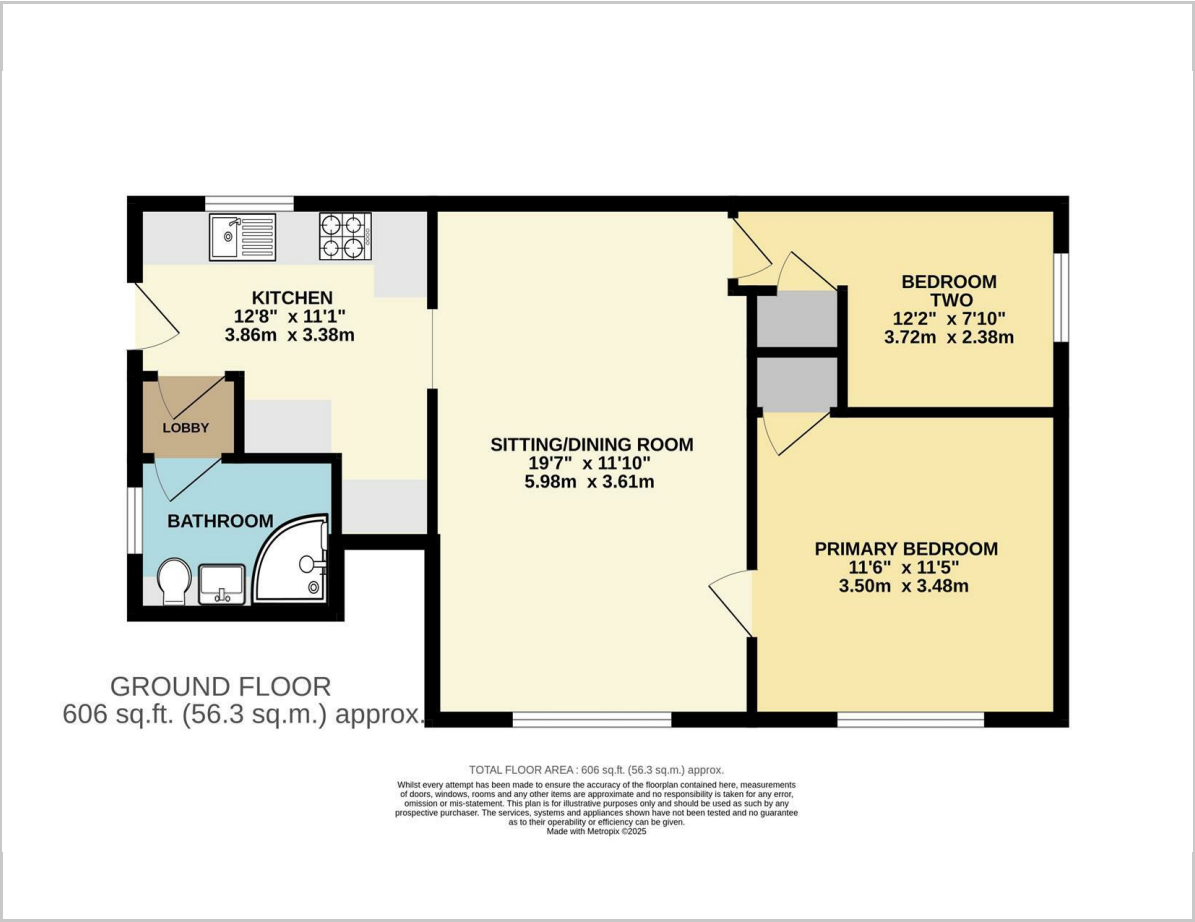 KITCHEN
12'8" x 11'1"
3.86m x 3.38m
BEDROOM
TWO
12'2" x 7'10"
3.72m x 2.38m
LOBBY
SITTING/DINING ROOM
19'7" x 11'10"
5.98m x 3.61m
BATHROOM
PRIMARY BEDROOM
11'6" x 11'5"
3.50m x 3.48m
GROUND FLOOR
606 sq.ft. (56.3 sq.m.) approx.
TOTAL FLOOR AREA : 606 sq.ft. (56.3 sq.m.) approx.
Whilst every attempt has been made to ensure the accuracy of the floorplan contained here, measurements
of doors, windows, rooms and any other items are approximate and no responsibility is taken for any error,
omission or mis-statement. This plan is for illustrative purposes only and should be used as such by any
prospective purchaser. The services, systems and appliances shown have not been tested and no guarantee
as to their operability or efficiency can be given.
Made with Metropix ©2025